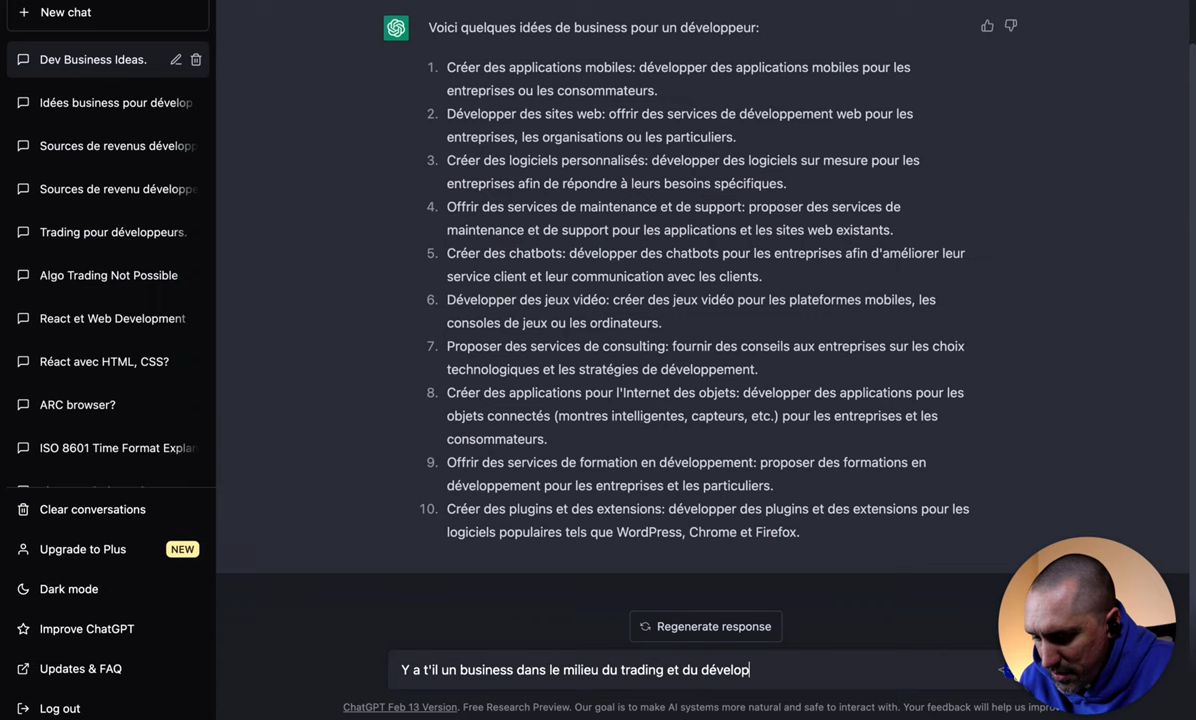 New chat
Dev Business Ideas.
Idées business pour dévelop
Sources de revenus développ
Sources de revenu développe
Trading pour développeurs.
Algo Trading Not Possible
React et Web Development
Réact avec HTML, CSS?
ARC browser?
ISO 8601 Time Format Explan
Clear conversations
Upgrade to Plus NEW
Dark mode
Improve ChatGPT
Updates & FAQ
Log out
Voici quelques idées de business pour un développeur:
1. Créer des applications mobiles: développer des applications mobiles pour les
entreprises ou les consommateurs.
2. Développer des sites web: offrir des services de développement web pour les
entreprises, les organisations ou les particuliers.
3. Créer des logiciels personnalisés: développer des logiciels sur mesure pour les
entreprises afin de répondre à leurs besoins spécifiques.
4. Offrir des services de maintenance et de support: proposer des services de
maintenance et de support pour les applications et les sites web existants.
5. Créer des chatbots: développer des chatbots pour les entreprises afin d'améliorer leur
service client et leur communication avec les clients.
6. Développer des jeux vidéo: créer des jeux vidéo pour les plateformes mobiles, les
consoles de jeux ou les ordinateurs.
7. Proposer des services de consulting: fournir des conseils aux entreprises sur les choix
technologiques et les stratégies de développement.
8. Créer des applications pour l'Internet des objets: développer des applications pour les
objets connectés (montres intelligentes, capteurs, etc.) pour les entreprises et les
consommateurs.
9. Offrir des services de formation en développement: proposer des formations en
développement pour les entreprises et les particuliers.
10. Créer des plugins et des extensions: développer des plugins et des extensions pour les
logiciels populaires tels que WordPress, Chrome et Firefox.
Regenerate response
Y a t'il un business dans le milieu du trading et du dévelop
ChatGPT Feb 13 Version. Free Research Preview. Our goal is to make AI systems more natural and safe to interact with. Your feedback will help us impro